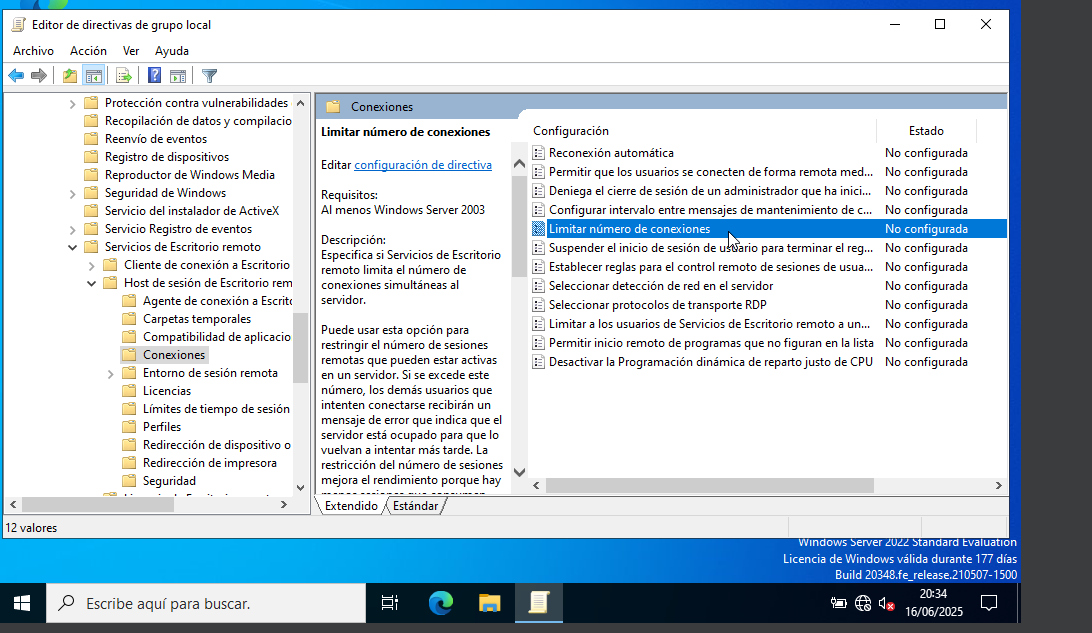 Editor de directivas de grupo local
Archivo Acción Ver Ayuda
Protección contra vulnerabilidades
Recopilación de datos y compilacio
Reenvío de eventos
Registro de dispositivos
Reproductor de Windows Media
Seguridad de Windows
Servicio del instalador de ActiveX
Servicio Registro de eventos
Servicios de Escritorio remoto
Cliente de conexión a Escritorio
Host de sesión de Escritorio rem
Agente de conexión a Escrito
Carpetas temporales
Compatibilidad de aplicacio
Conexiones
Entorno de sesión remota
Licencias
Límites de tiempo de sesión
Perfiles
Redirección de dispositivo o
Redirección de impresora
Seguridad
Conexiones
Limitar número de conexiones
Editar configuración de directiva
Requisitos:
Al menos Windows Server 2003
Descripción:
Especifica si Servicios de Escritorio
remoto limita el número de
conexiones simultáneas al
servidor.
Puede usar esta opción para
restringir el número de sesiones
remotas que pueden estar activas
en un servidor. Si se excede este
número, los demás usuarios que
intenten conectarse recibirán un
mensaje de error que indica que el
servidor está ocupado para que lo
vuelvan a intentar más tarde. La
restricción del número de sesiones
mejora el rendimiento porque hay
menos sesiones que consumen
Configuración Estado
Reconexión automática No configurada
Permitir que los usuarios se conecten de forma remota med... No configurada
Deniega el cierre de sesión de un administrador que ha inici... No configurada
Configurar intervalo entre mensajes de mantenimiento de c... No configurada
Limitar número de conexiones No configurada
Suspender el inicio de sesión de usuario para terminar el reg... No configurada
Establecer reglas para el control remoto de sesiones de usua... No configurada
Seleccionar detección de red en el servidor No configurada
Seleccionar protocolos de transporte RDP No configurada
Limitar a los usuarios de Servicios de Escritorio remoto a un... No configurada
Permitir inicio remoto de programas que no figuran en la lista No configurada
Desactivar la Programación dinámica de reparto justo de CPU No configurada
Extendido Estándar
12 valores
Windows Server 2022 Standard Evaluation
Licencia de Windows válida durante 177 días
Build 20348.fe_release.210507-1500
Escribe aquí para buscar.
20:34
16/06/2025